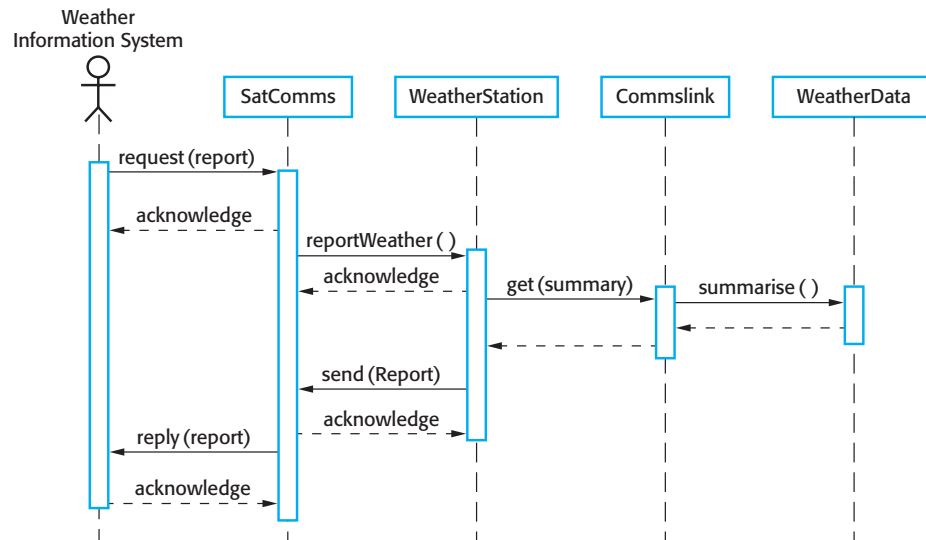 Weather
Information System
SatComms
WeatherStation
Commslink
WeatherData
request (report)
acknowledge
reportWeather ( )
acknowledge
get (summary)
summarise ( )
send (Report)
acknowledge
reply (report)
acknowledge